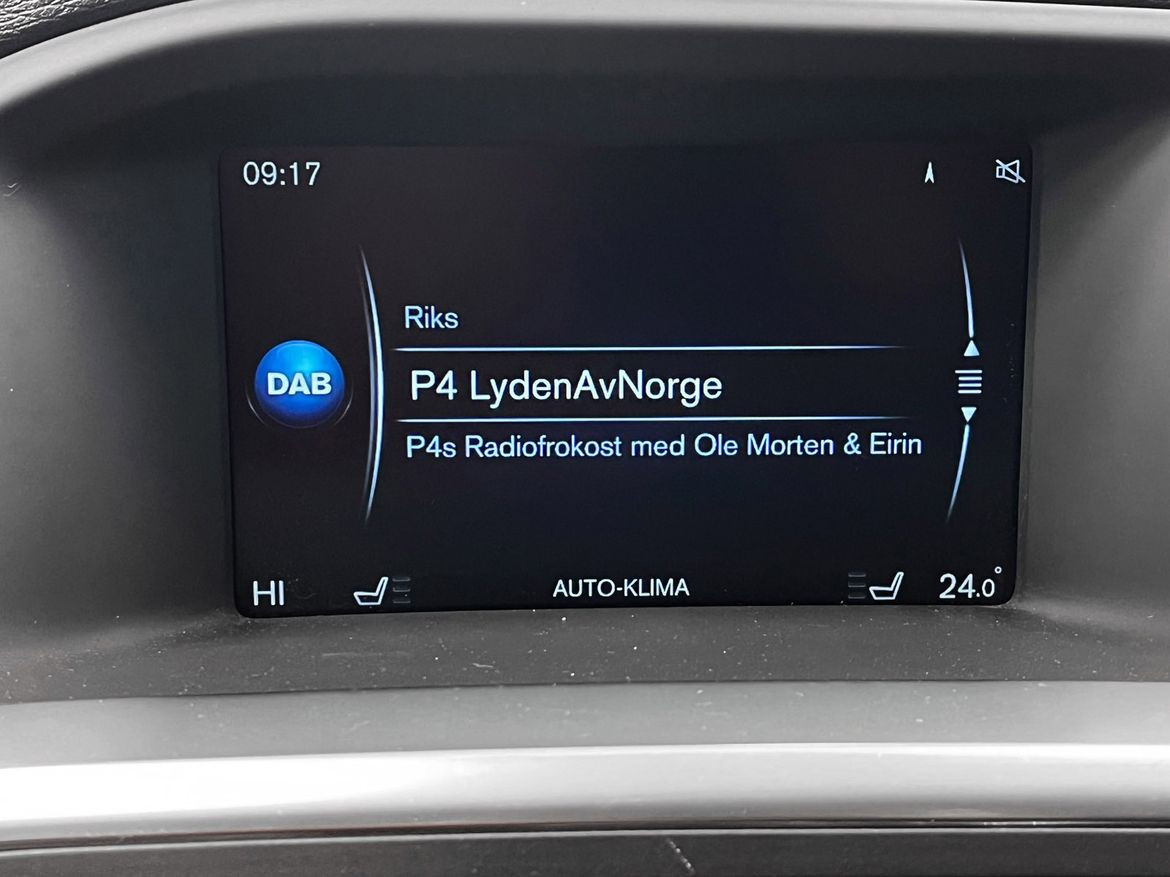 09:17
Riks
DAB
P4 LydenAvNorge
P4s Radiofrokost med Ole Morten & Eirin
HI
AUTO-KLIMA
24.0°